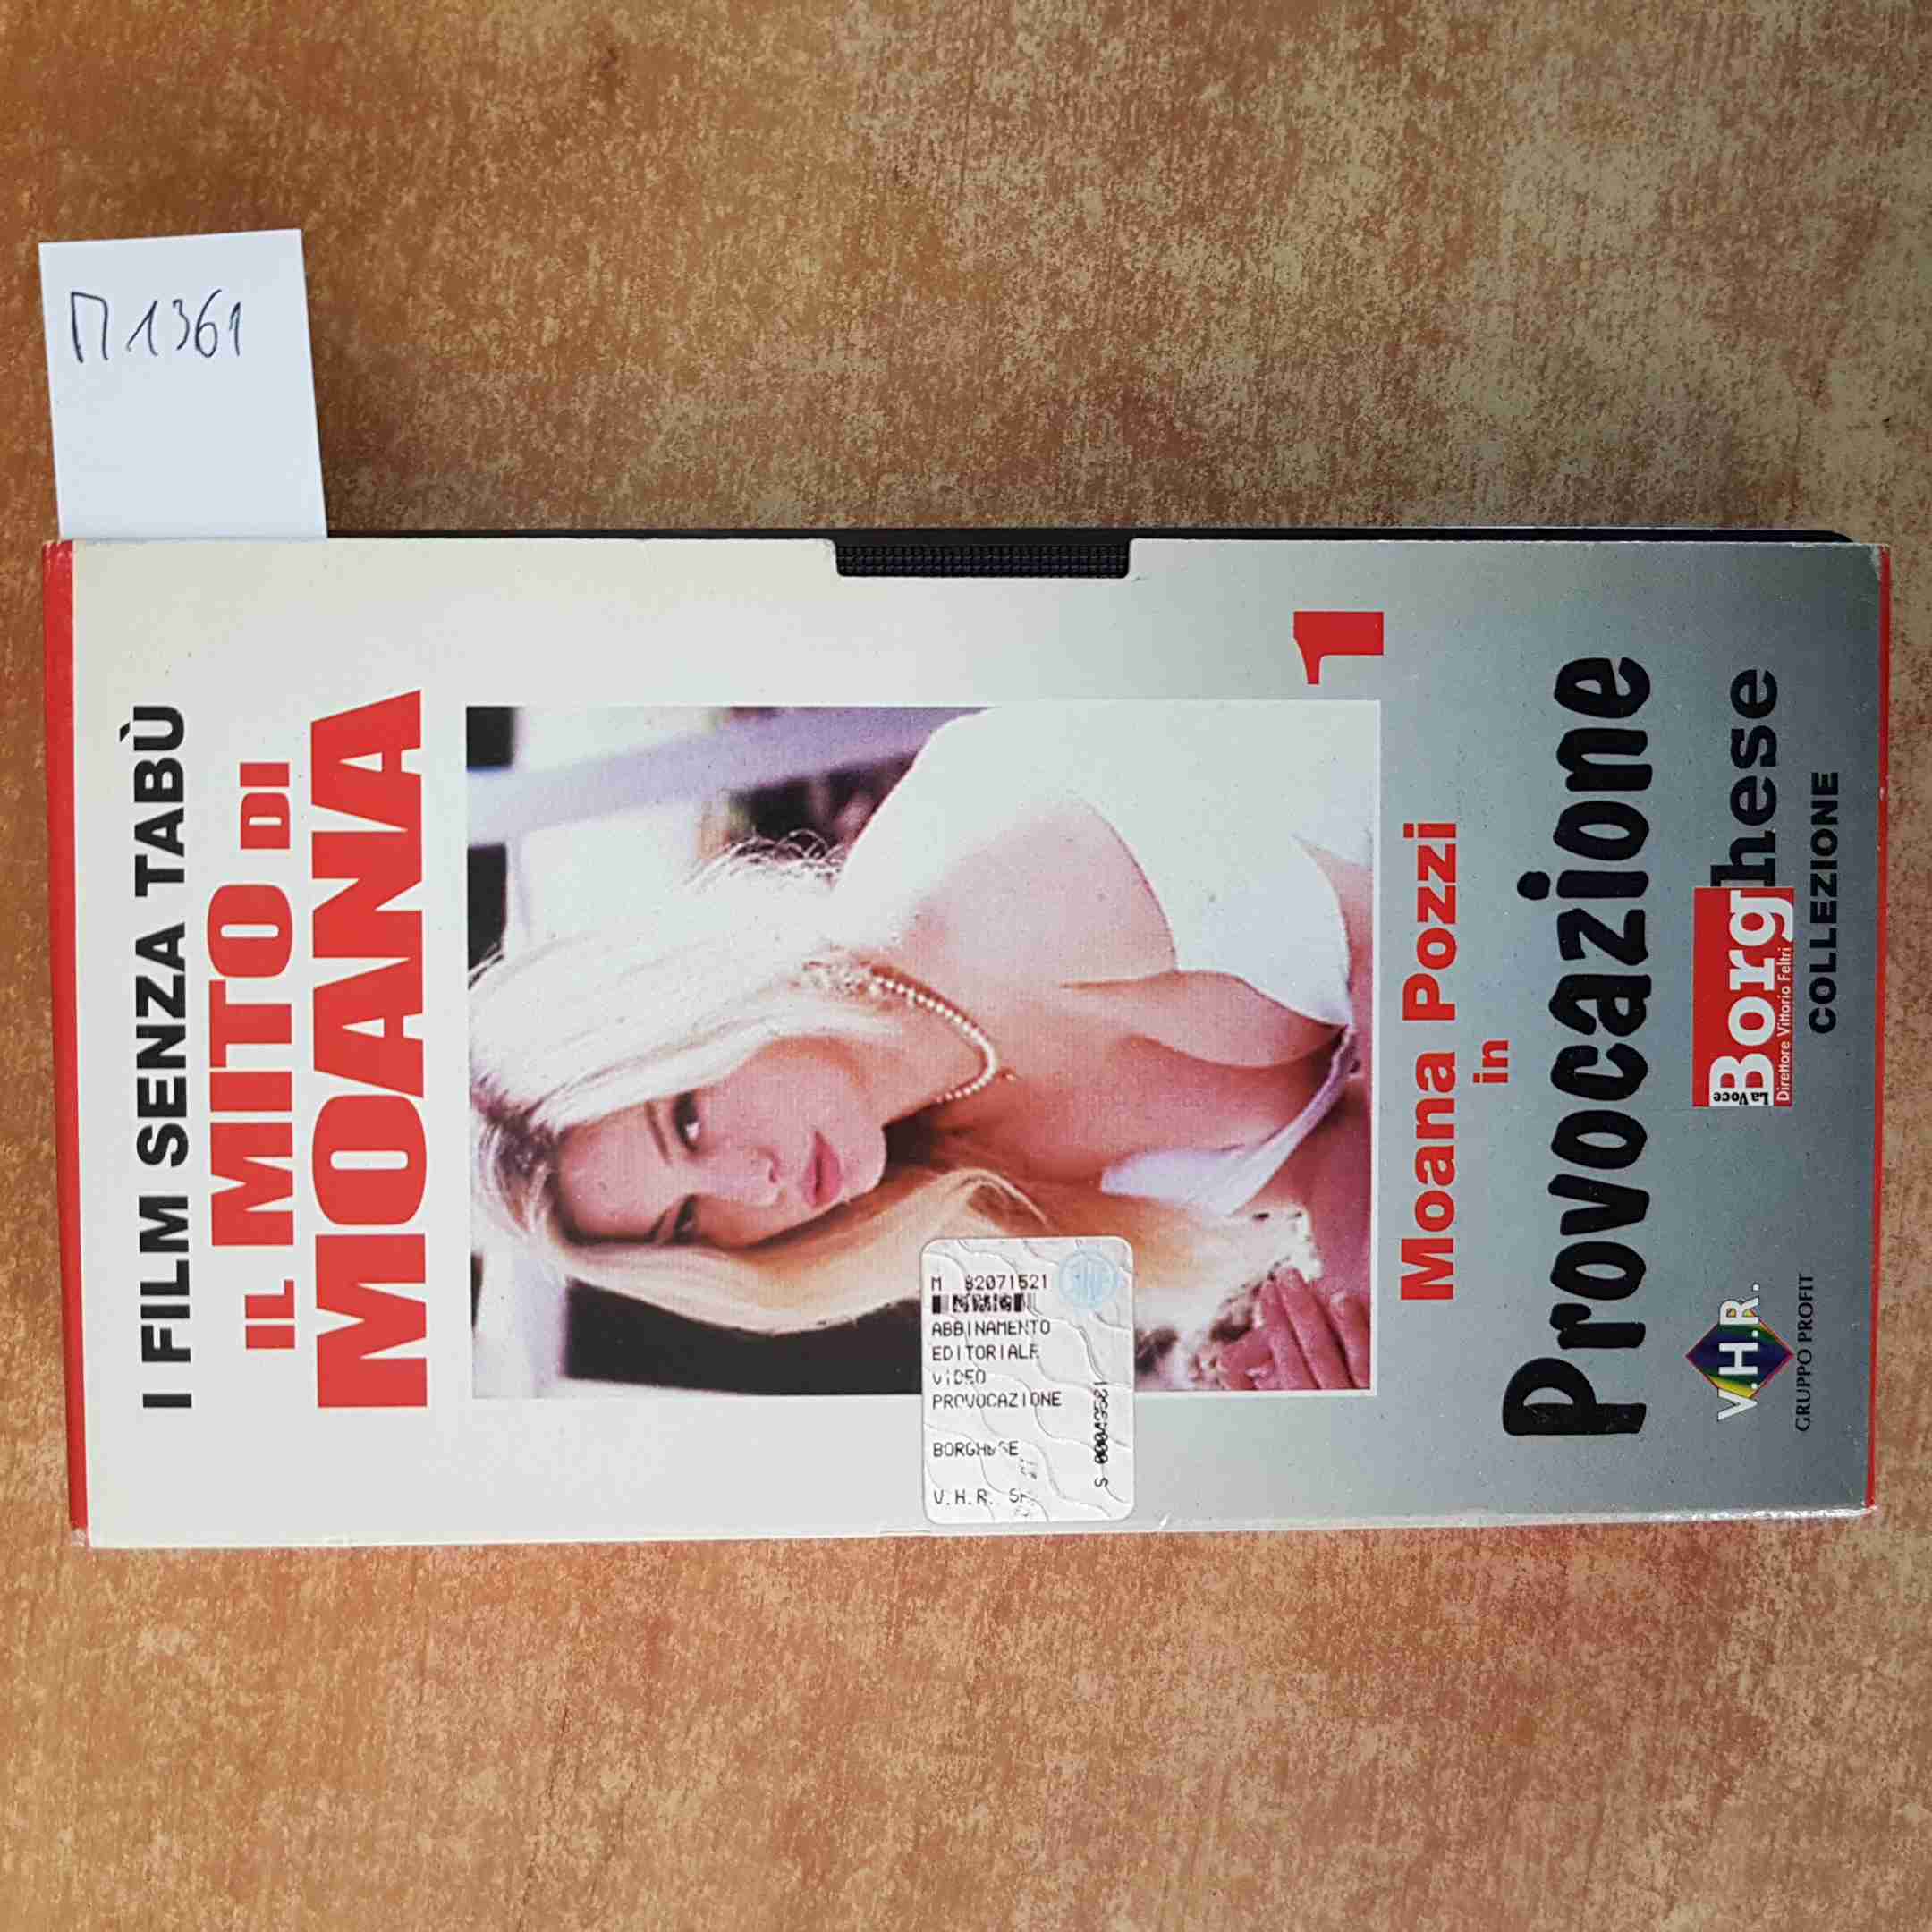 M1361
I FILM SENZA TABÙ
IL MITO DI
MOANA
1
Moana Pozzi
in
Provocazione
V.H.R.
GRUPPO PROFIT
La Voce
Borghese
Direttore Vittorio Feltri
COLLEZIONE
M 82071521
ABBINAMENTO
EDITORIALE
VIDEO
PROVOCAZIONE
BORGHESE
V.H.R.